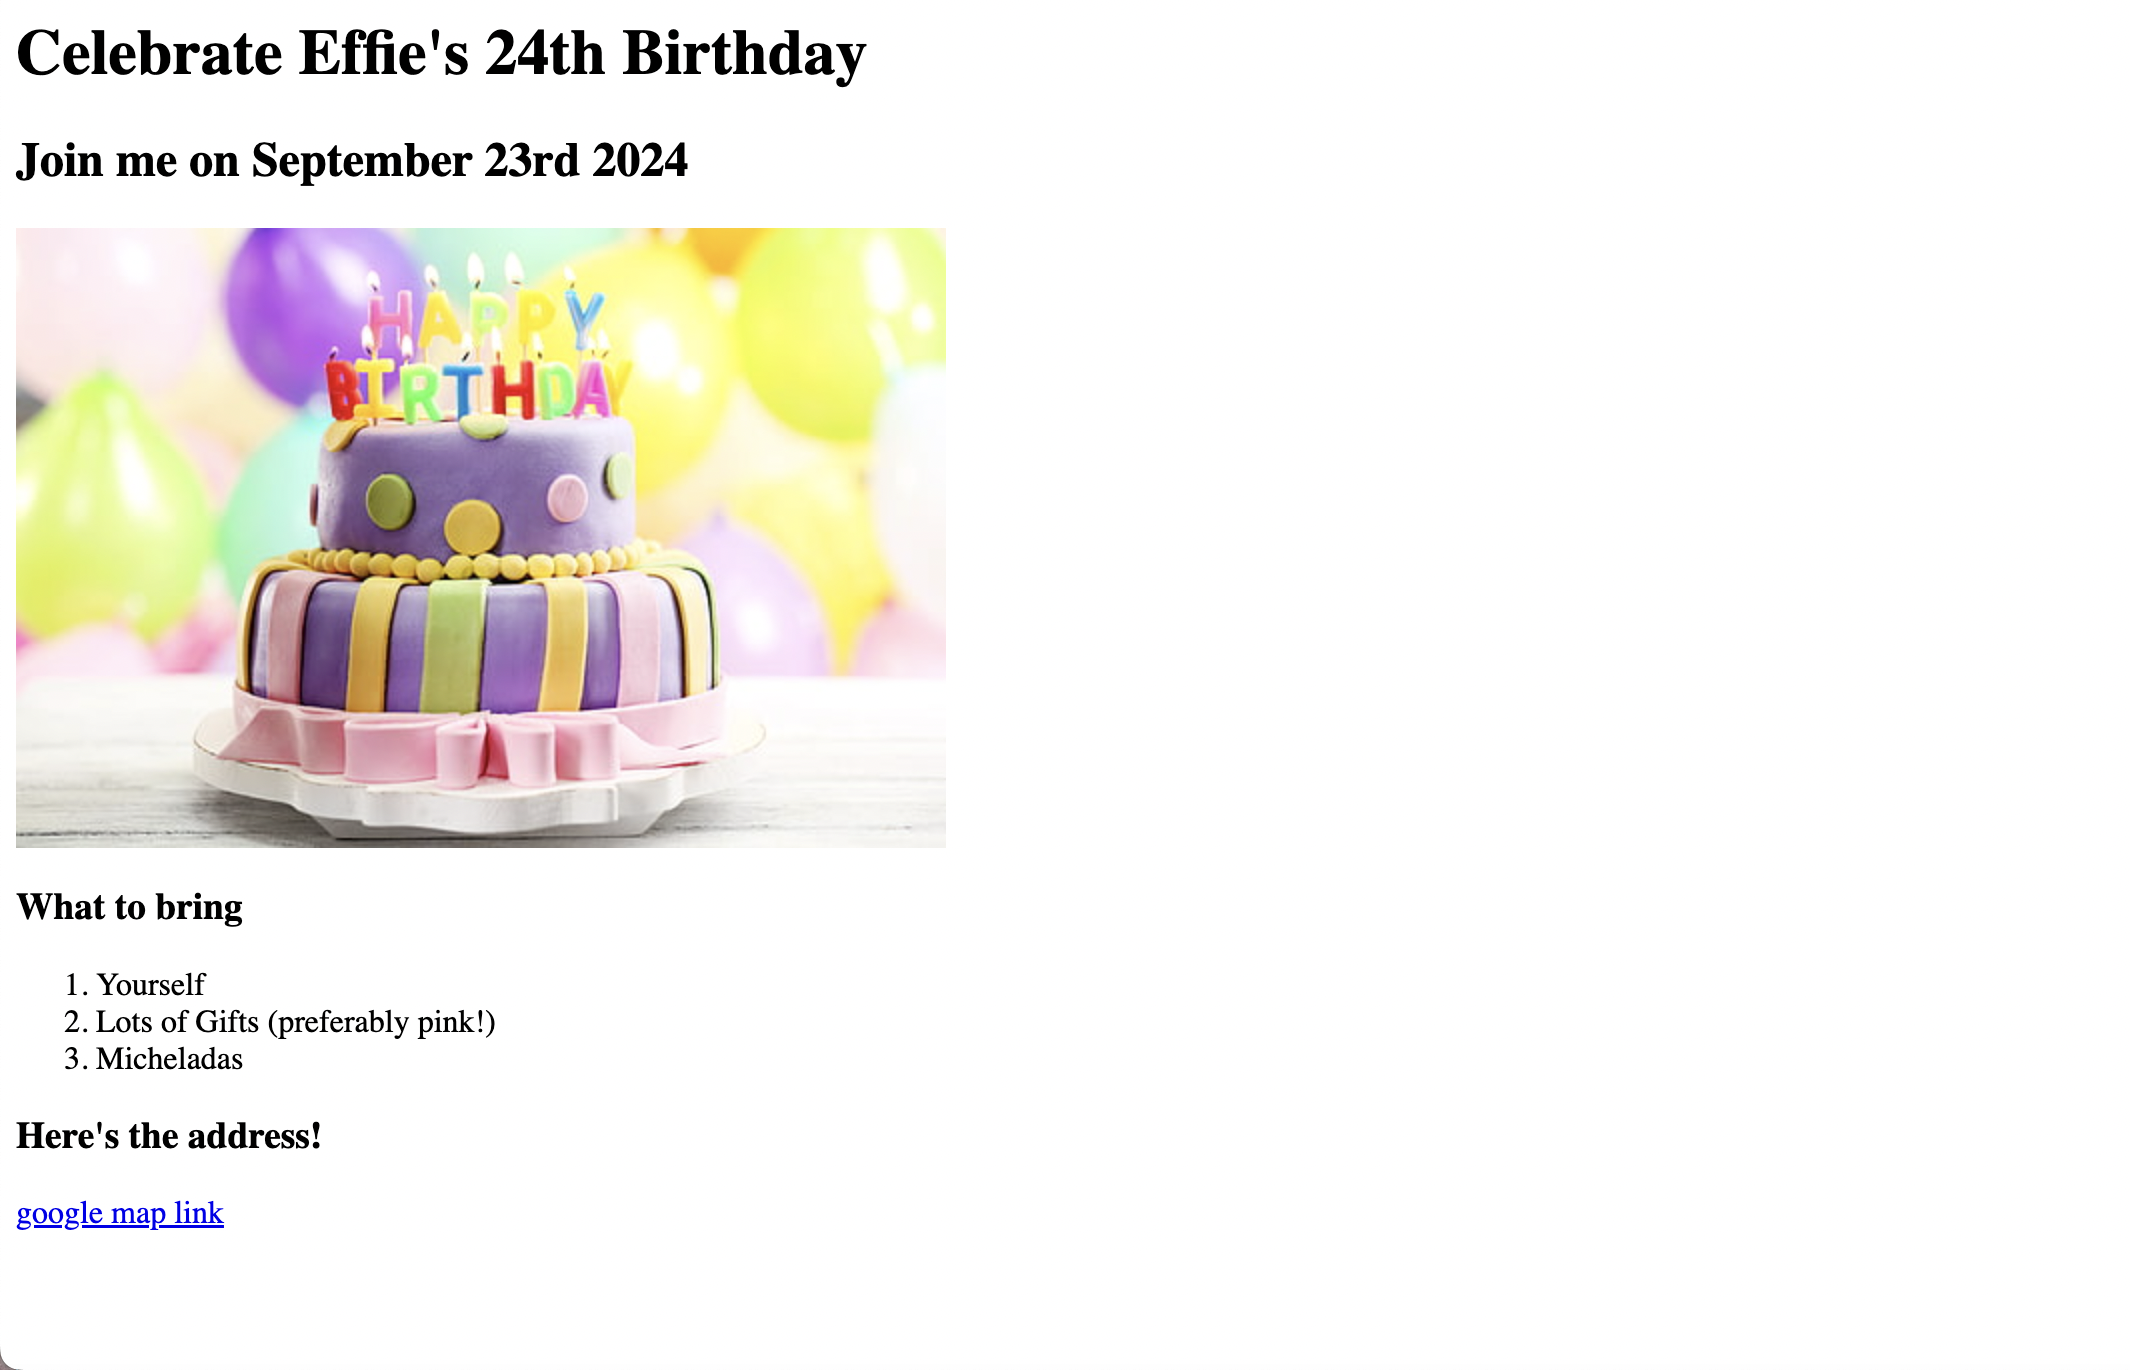 Celebrate Effie's 24th Birthday
Join me on September 23rd 2024
HAPPY
BIRTHDAY
What to bring
1. Yourself
2. Lots of Gifts (preferably pink!)
3. Micheladas
Here's the address!
google map link